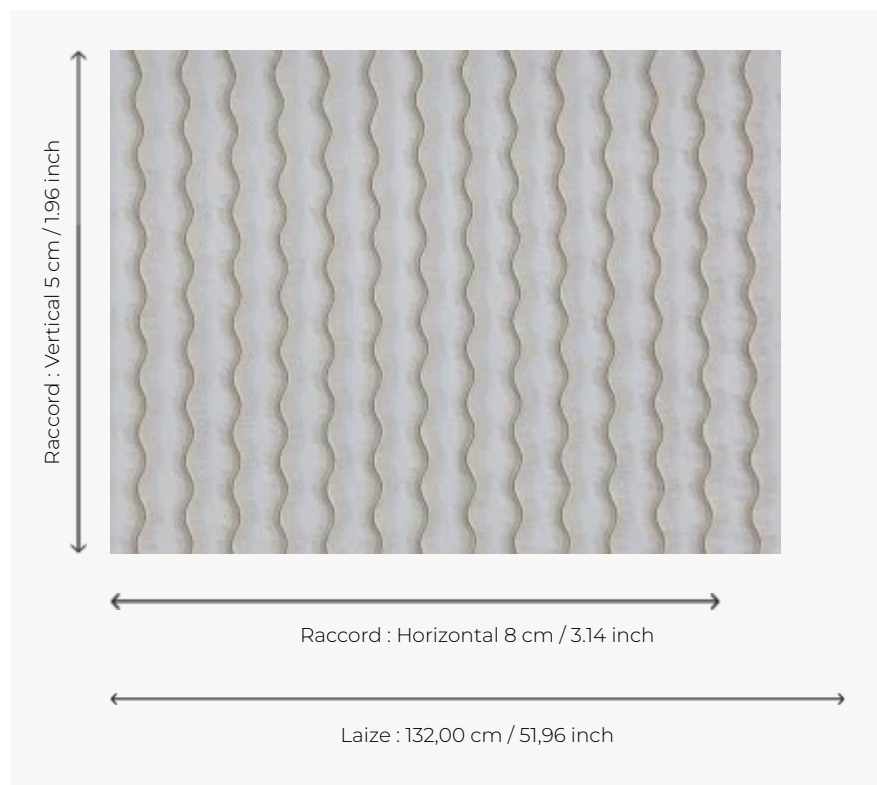 Raccord : Vertical 5 cm / 1.96 inch
Raccord : Horizontal 8 cm / 3.14 inch
Laize : 132,00 cm / 51,96 inch